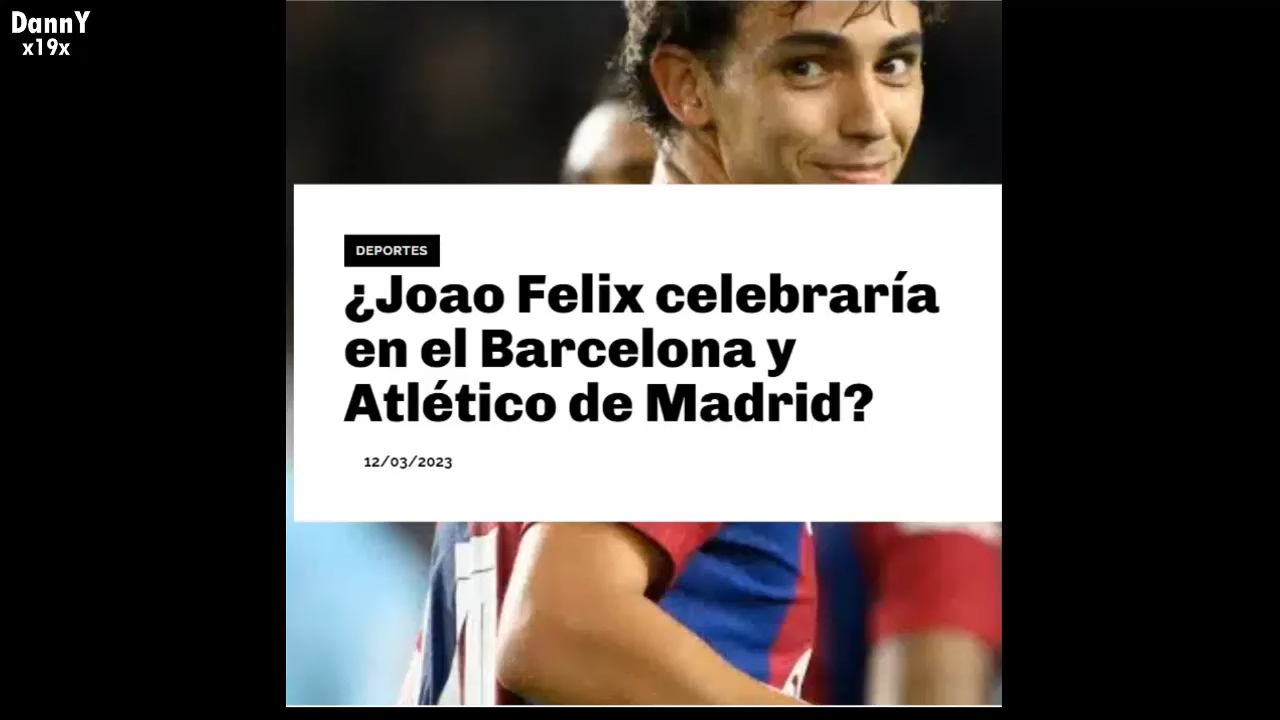 DannY
x19x
DEPORTES
¿Joao Felix celebraría
en el Barcelona y
Atlético de Madrid?
12/03/2023